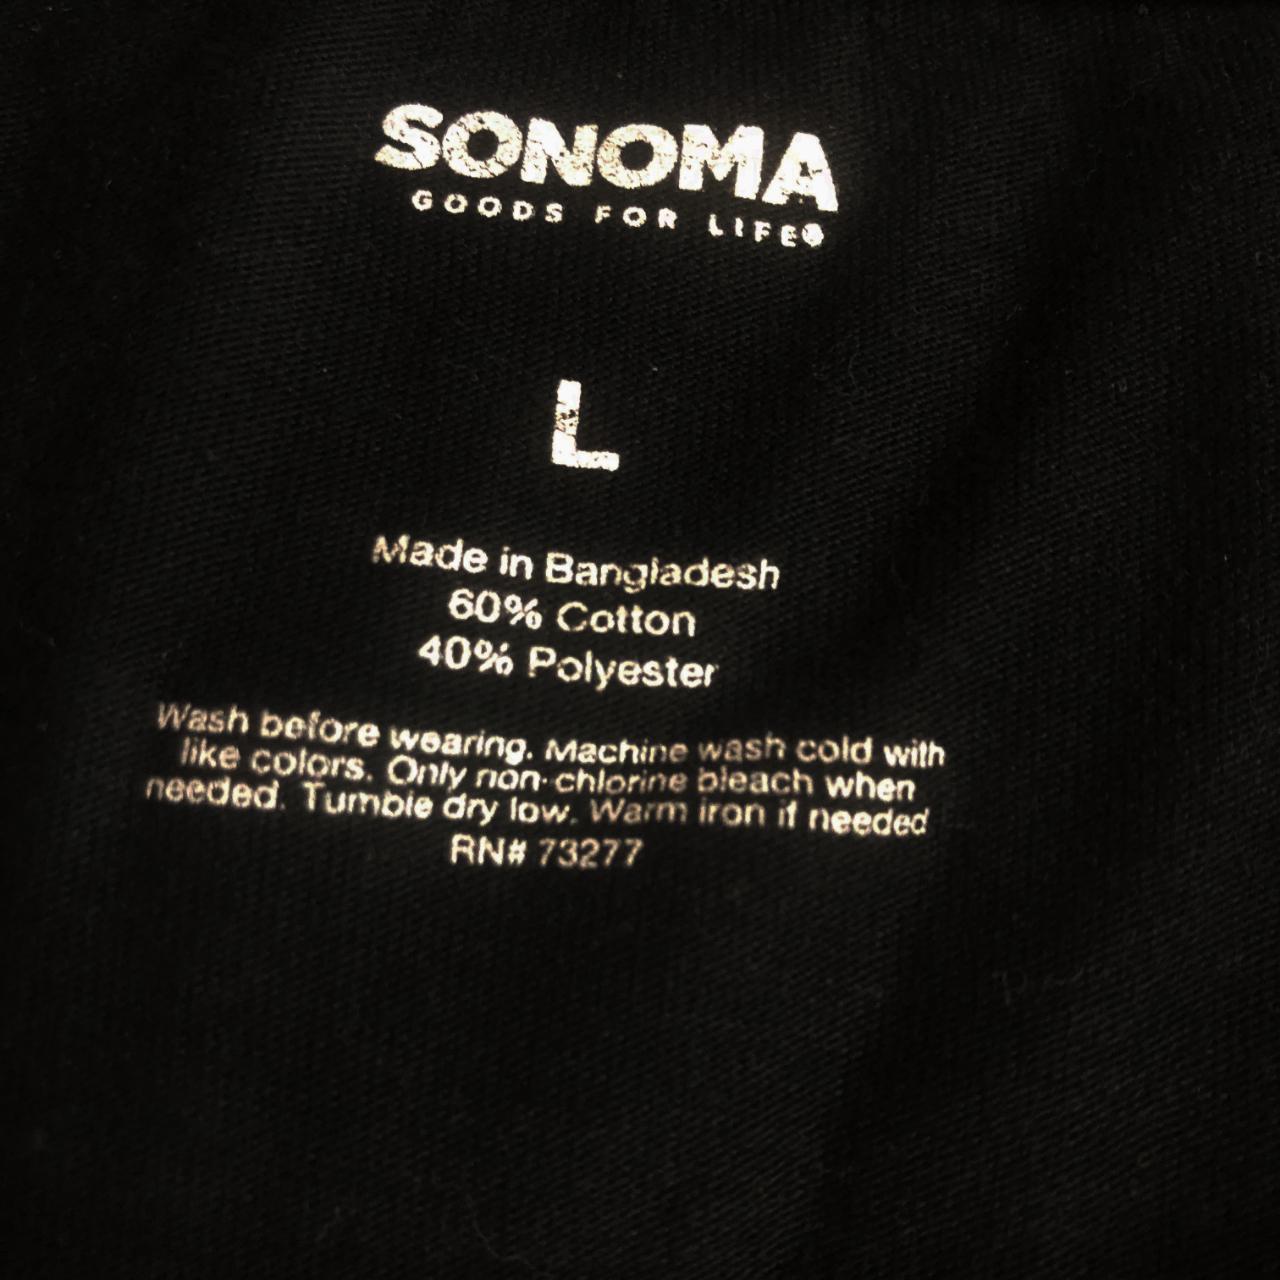 SONOMA
GOODS FOR LIFE®
L
Made in Bangladesh
60% Cotton
40% Polyester
Wash before wearing. Machine wash cold with
like colors. Only non-chlorine bleach when
needed. Tumble dry low. Warm iron if needed
RN# 73277